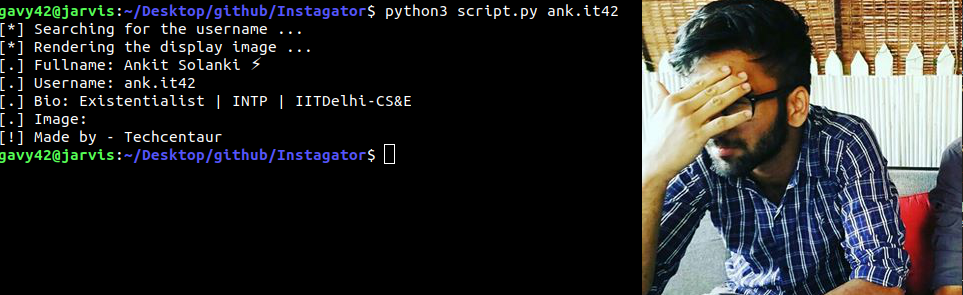 gavy42@jarvis:~/Desktop/github/Instagator$ python3 script.py ank.it42
[*] Searching for the username ...
[*] Rendering the display image ...
[.] Fullname: Ankit Solanki ⚡
[.] Username: ank.it42
[.] Bio: Existentialist | INTP | IITDelhi-CS&E
[.] Image:
[!] Made by - Techcentaur
gavy42@jarvis:~/Desktop/github/Instagator$